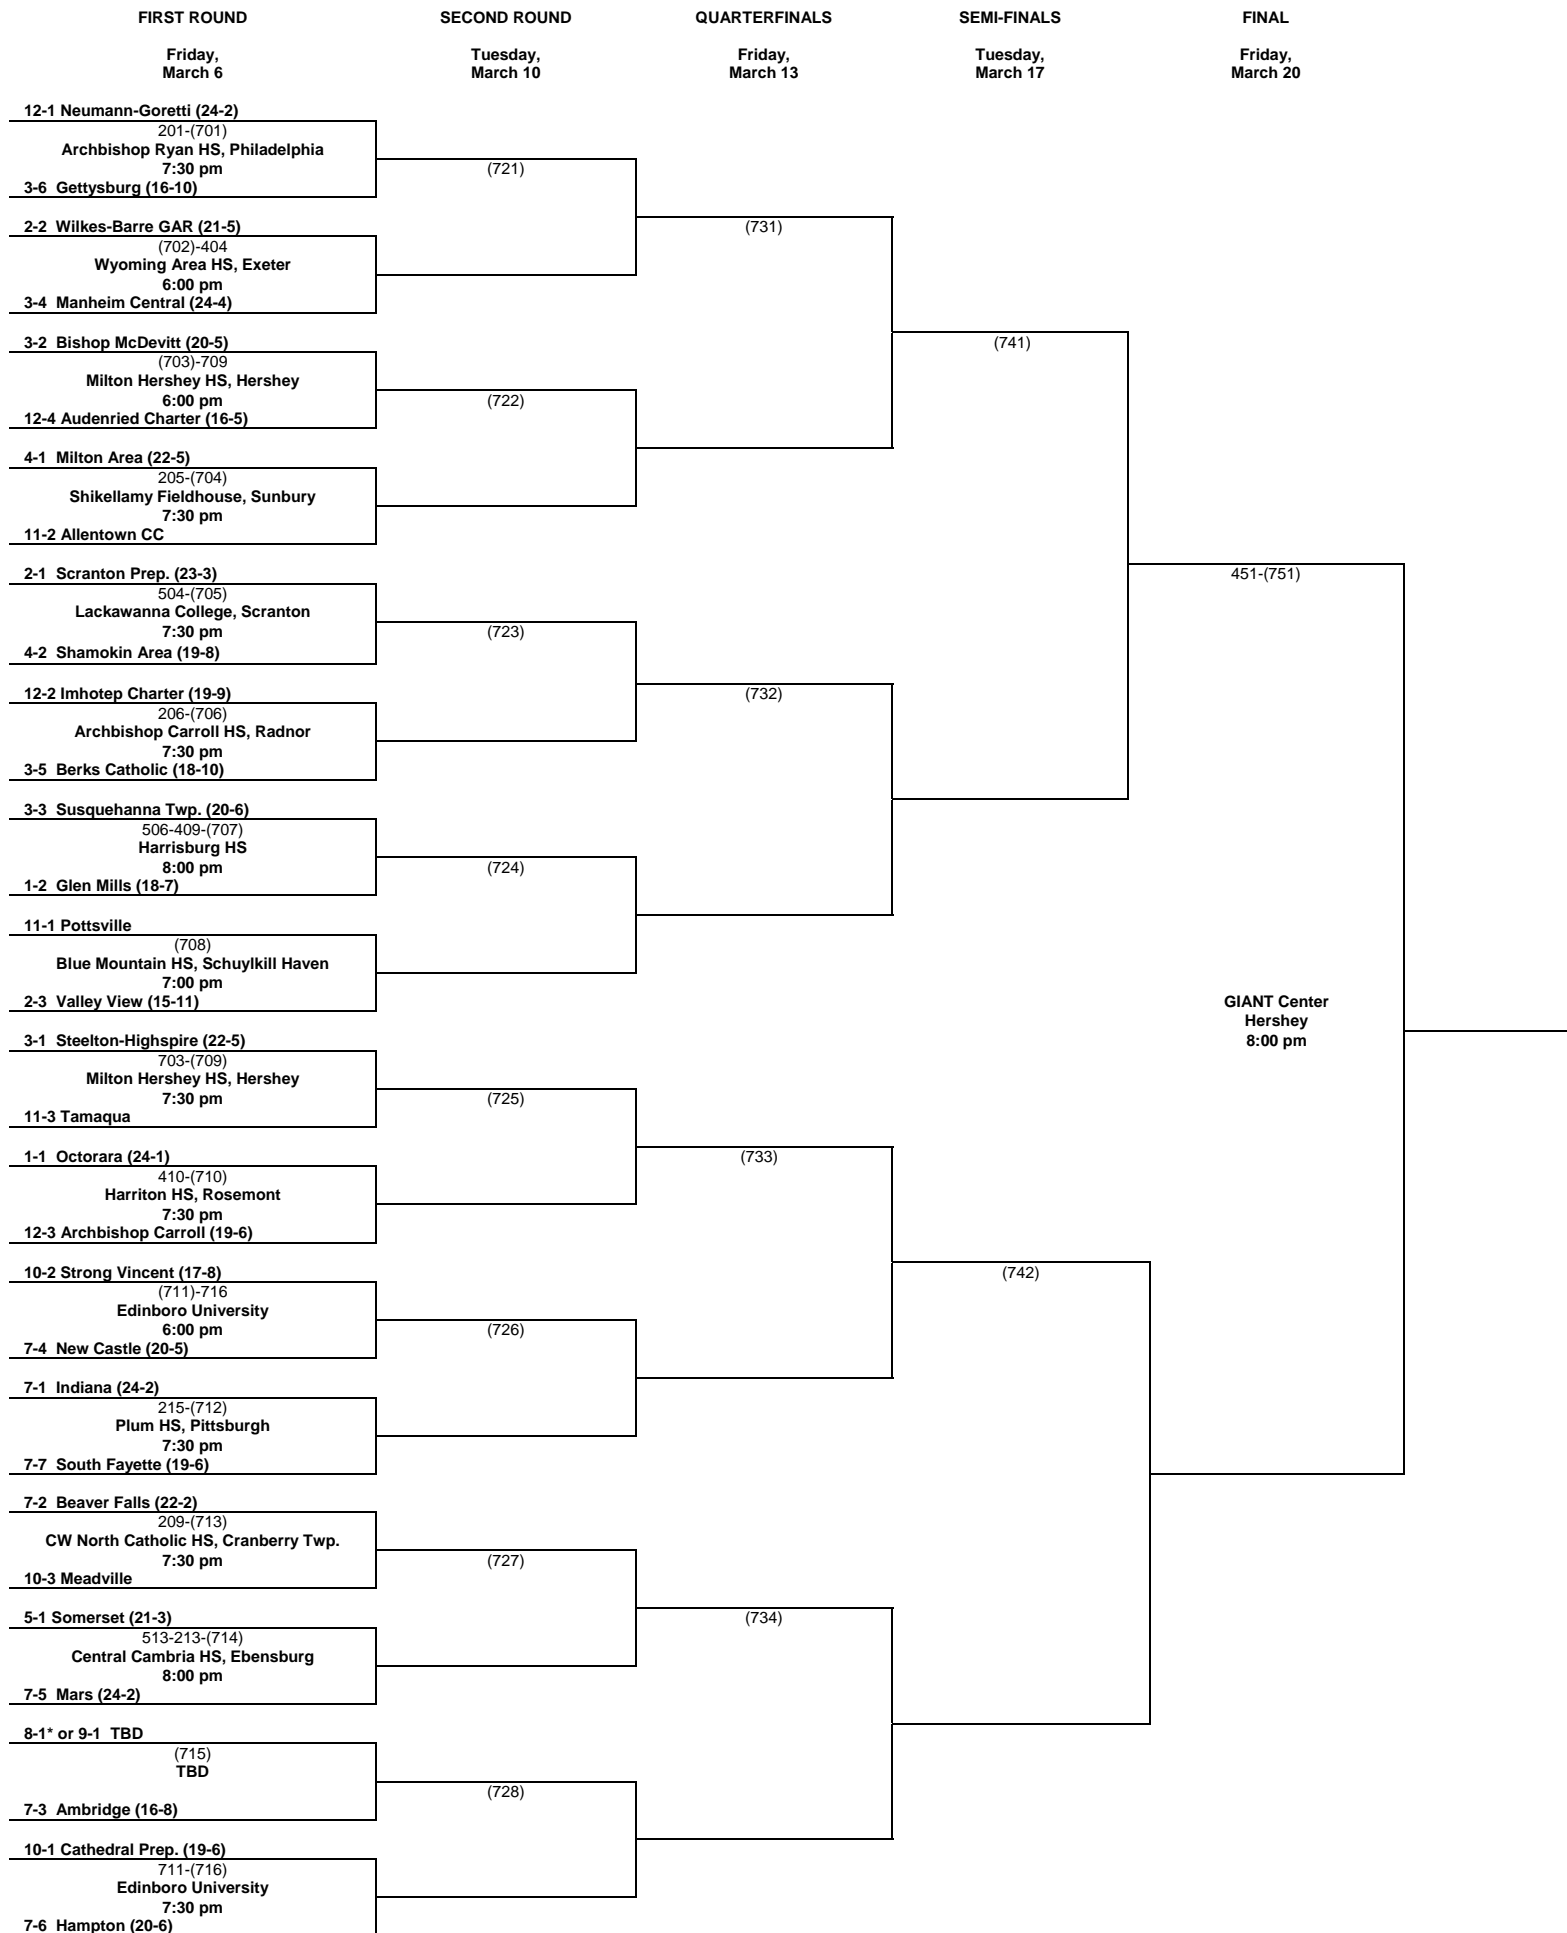 FIRST ROUND
SECOND ROUND
QUARTERFINALS
SEMI-FINALS
FINAL
Friday,
March 6
Tuesday,
March 10
Friday,
March 13
Tuesday,
March 17
Friday,
March 20
12-1 Neumann-Goretti (24-2)
201-(701)
Archbishop Ryan HS, Philadelphia
7:30 pm
(721)
3-6 Gettysburg (16-10)
2-2 Wilkes-Barre GAR (21-5)
(731)
(702)-404
Wyoming Area HS, Exeter
6:00 pm
3-4 Manheim Central (24-4)
3-2 Bishop McDevitt (20-5)
(741)
(703)-709
Milton Hershey HS, Hershey
6:00 pm
(722)
12-4 Audenried Charter (16-5)
4-1 Milton Area (22-5)
205-(704)
Shikellamy Fieldhouse, Sunbury
7:30 pm
11-2 Allentown CC
2-1 Scranton Prep. (23-3)
451-(751)
504-(705)
Lackawanna College, Scranton
7:30 pm
(723)
4-2 Shamokin Area (19-8)
12-2 Imhotep Charter (19-9)
(732)
206-(706)
Archbishop Carroll HS, Radnor
7:30 pm
3-5 Berks Catholic (18-10)
3-3 Susquehanna Twp. (20-6)
506-409-(707)
Harrisburg HS
8:00 pm
(724)
1-2 Glen Mills (18-7)
11-1 Pottsville
(708)
Blue Mountain HS, Schuylkill Haven
7:00 pm
2-3 Valley View (15-11)
GIANT Center
Hershey
8:00 pm
3-1 Steelton-Highspire (22-5)
703-(709)
Milton Hershey HS, Hershey
7:30 pm
(725)
11-3 Tamaqua
1-1 Octorara (24-1)
(733)
410-(710)
Harriton HS, Rosemont
7:30 pm
12-3 Archbishop Carroll (19-6)
10-2 Strong Vincent (17-8)
(742)
(711)-716
Edinboro University
6:00 pm
(726)
7-4 New Castle (20-5)
7-1 Indiana (24-2)
215-(712)
Plum HS, Pittsburgh
7:30 pm
7-7 South Fayette (19-6)
7-2 Beaver Falls (22-2)
209-(713)
CW North Catholic HS, Cranberry Twp.
7:30 pm
(727)
10-3 Meadville
5-1 Somerset (21-3)
(734)
513-213-(714)
Central Cambria HS, Ebensburg
8:00 pm
7-5 Mars (24-2)
8-1* or 9-1 TBD
(715)
TBD
(728)
7-3 Ambridge (16-8)
10-1 Cathedral Prep. (19-6)
711-(716)
Edinboro University
7:30 pm
7-6 Hampton (20-6)